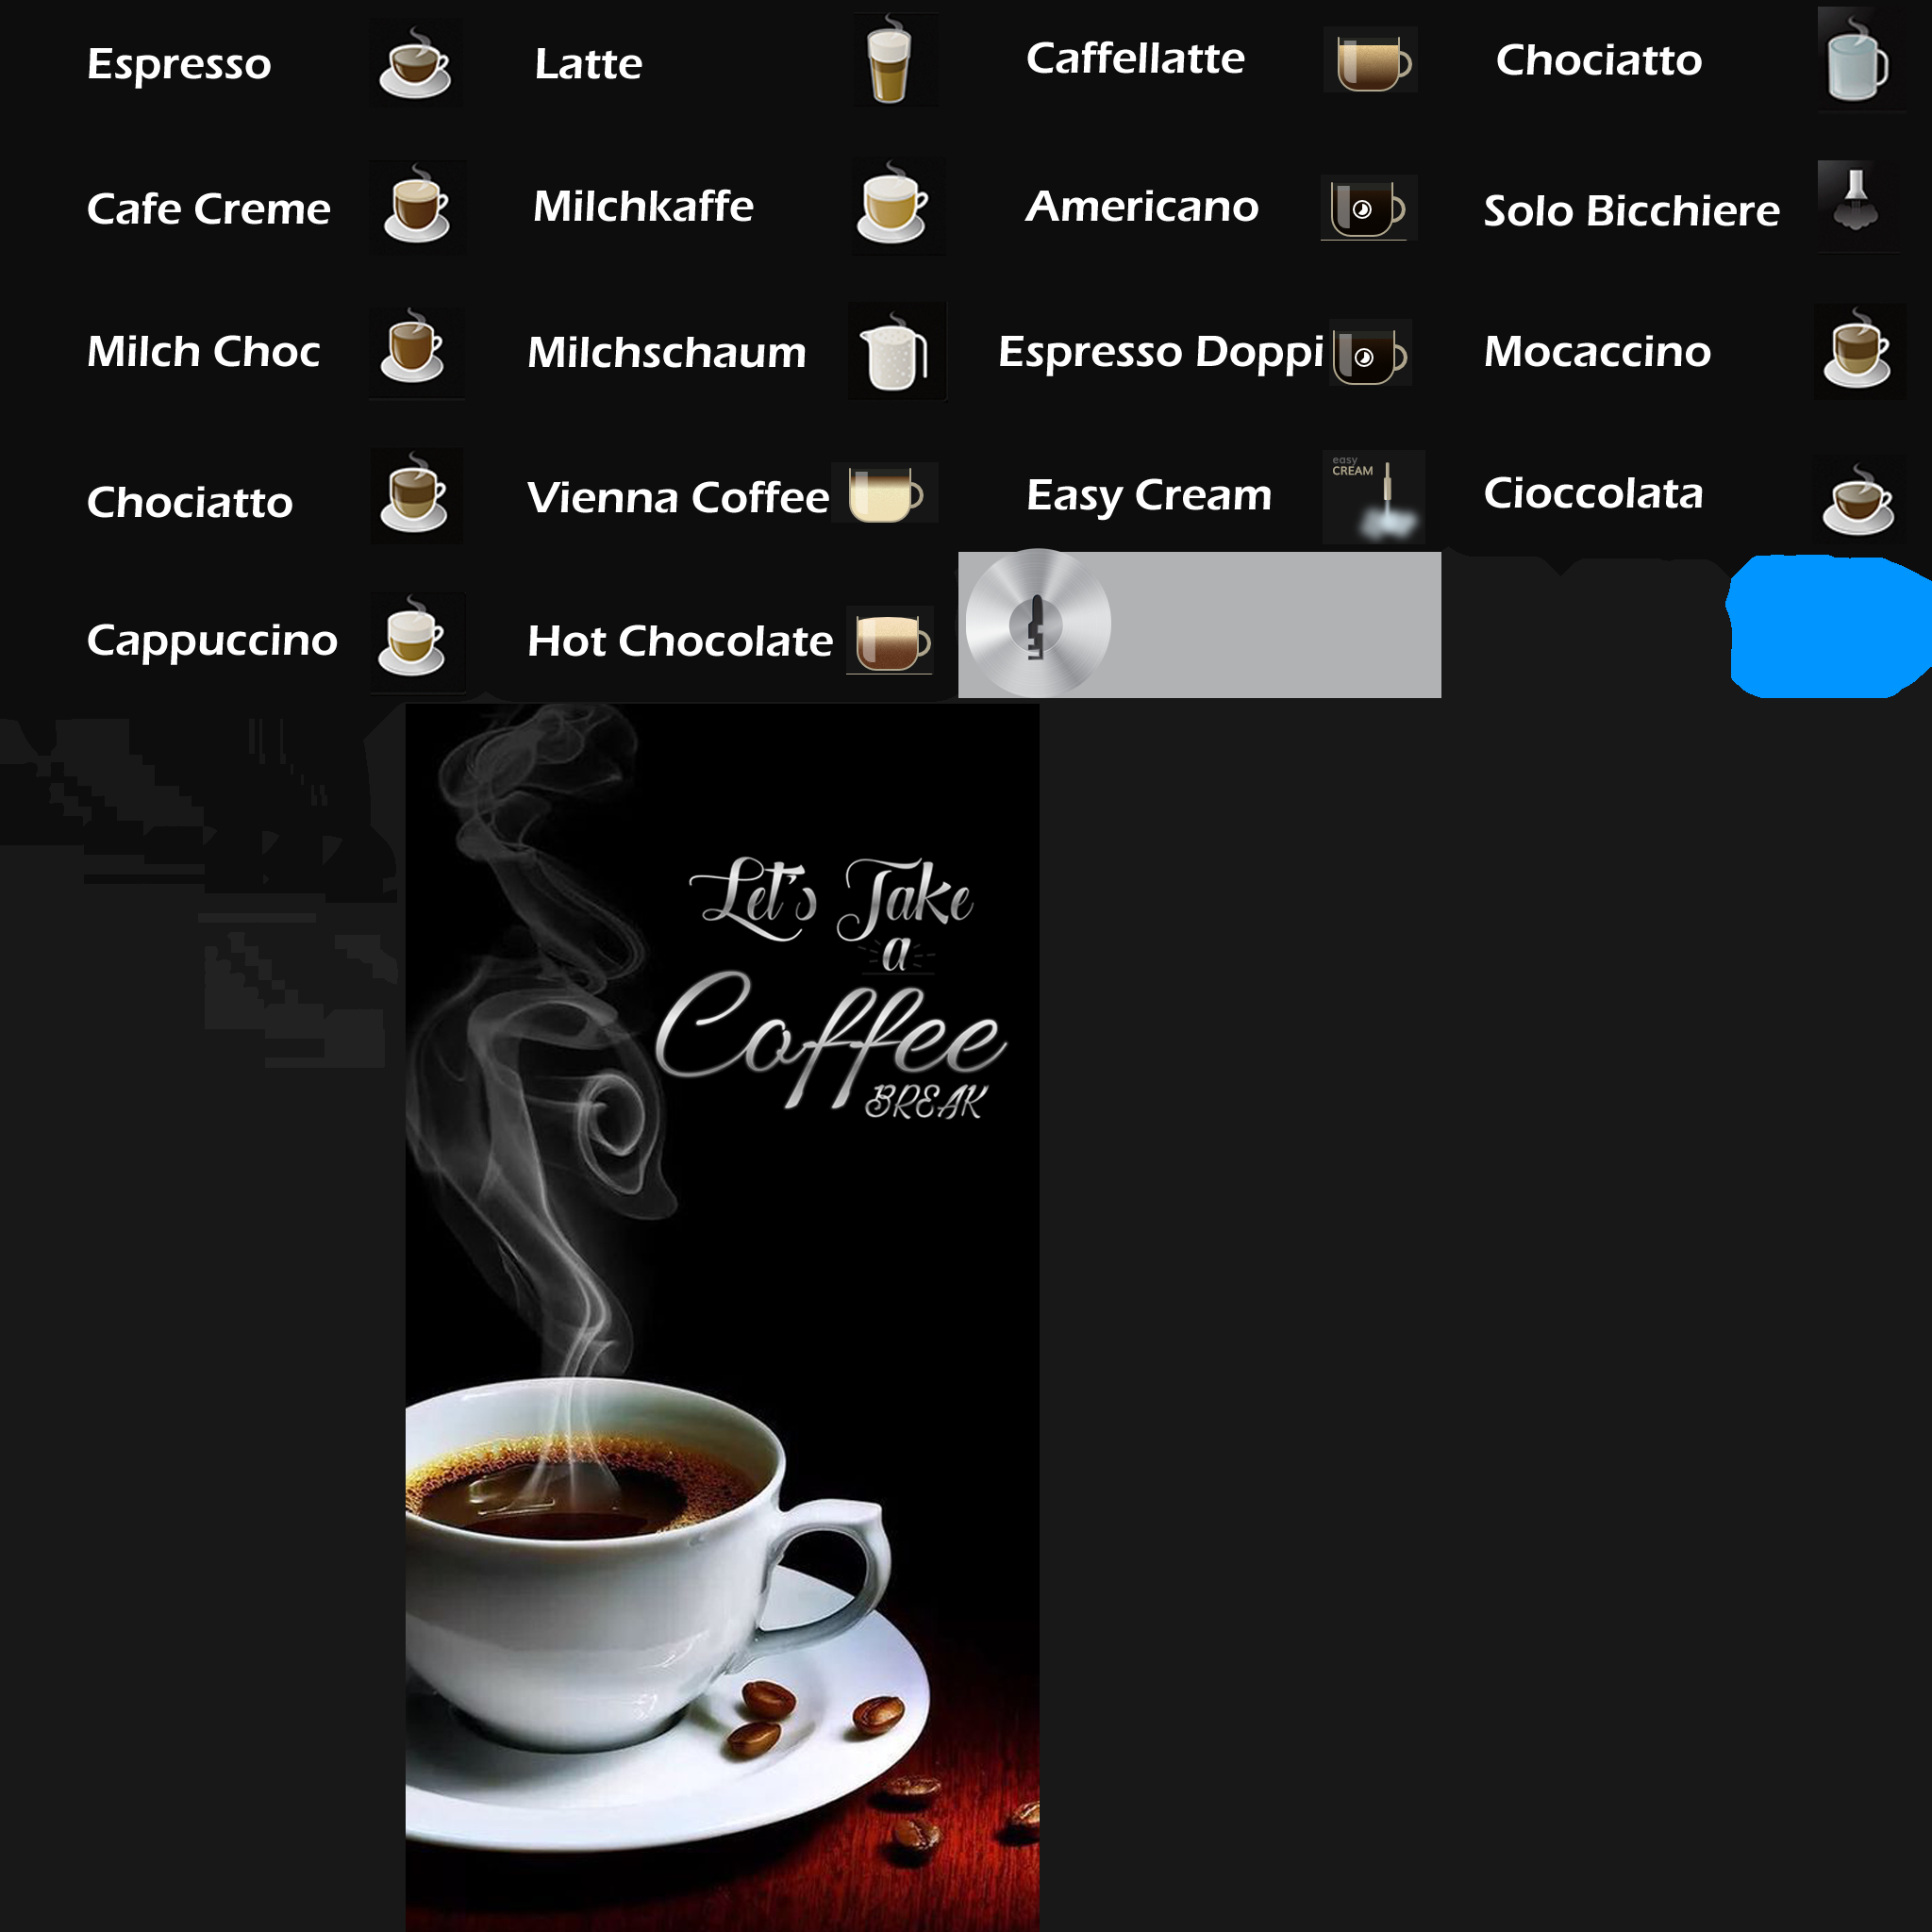 Espresso
Latte
Caffellatte
Chociatto
Cafe Creme
Milchkaffe
Americano
Solo Bicchiere
Milch Choc
Milchschaum
Espresso Doppi
Mocaccino
Chociatto
Vienna Coffee
Easy Cream
easy
CREAM
Cioccolata
Cappuccino
Hot Chocolate
Let's Take
a
Coffee
BREAK